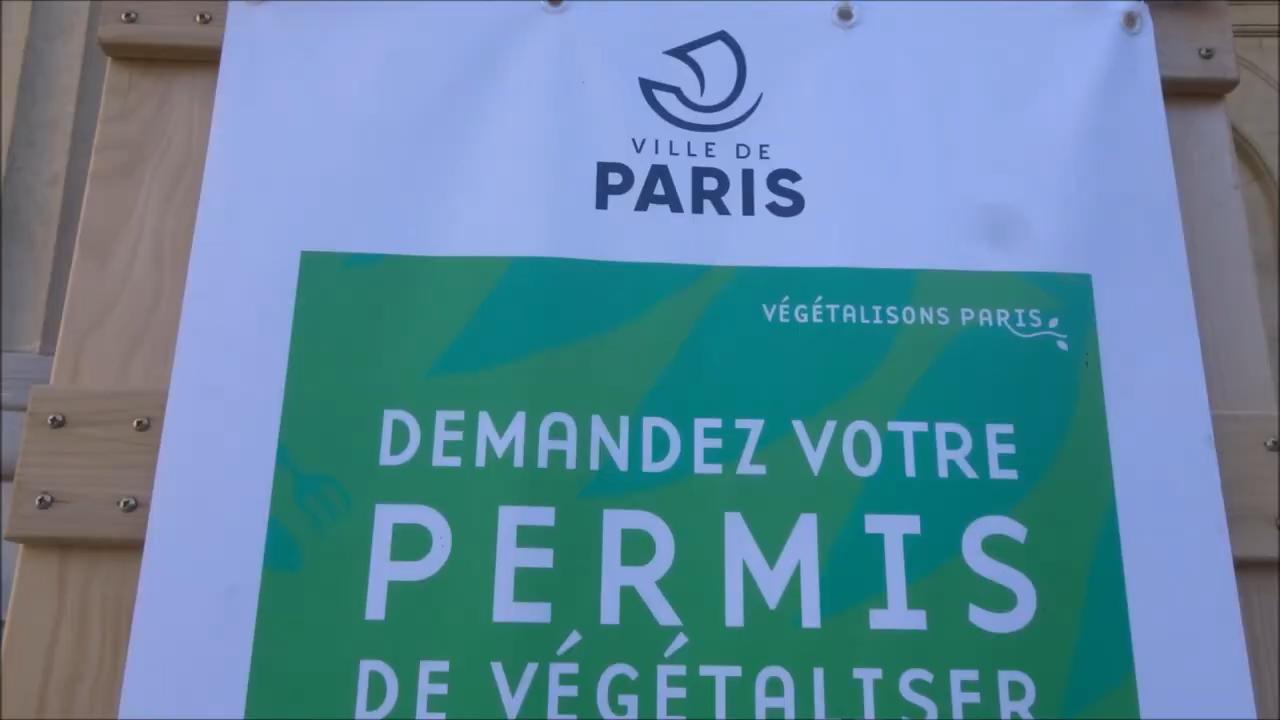 VILLE DE
PARIS
VÉGÉTALISONS PARIS
DEMANDEZ VOTRE
PERMIS
DE VÉGÉTALISER